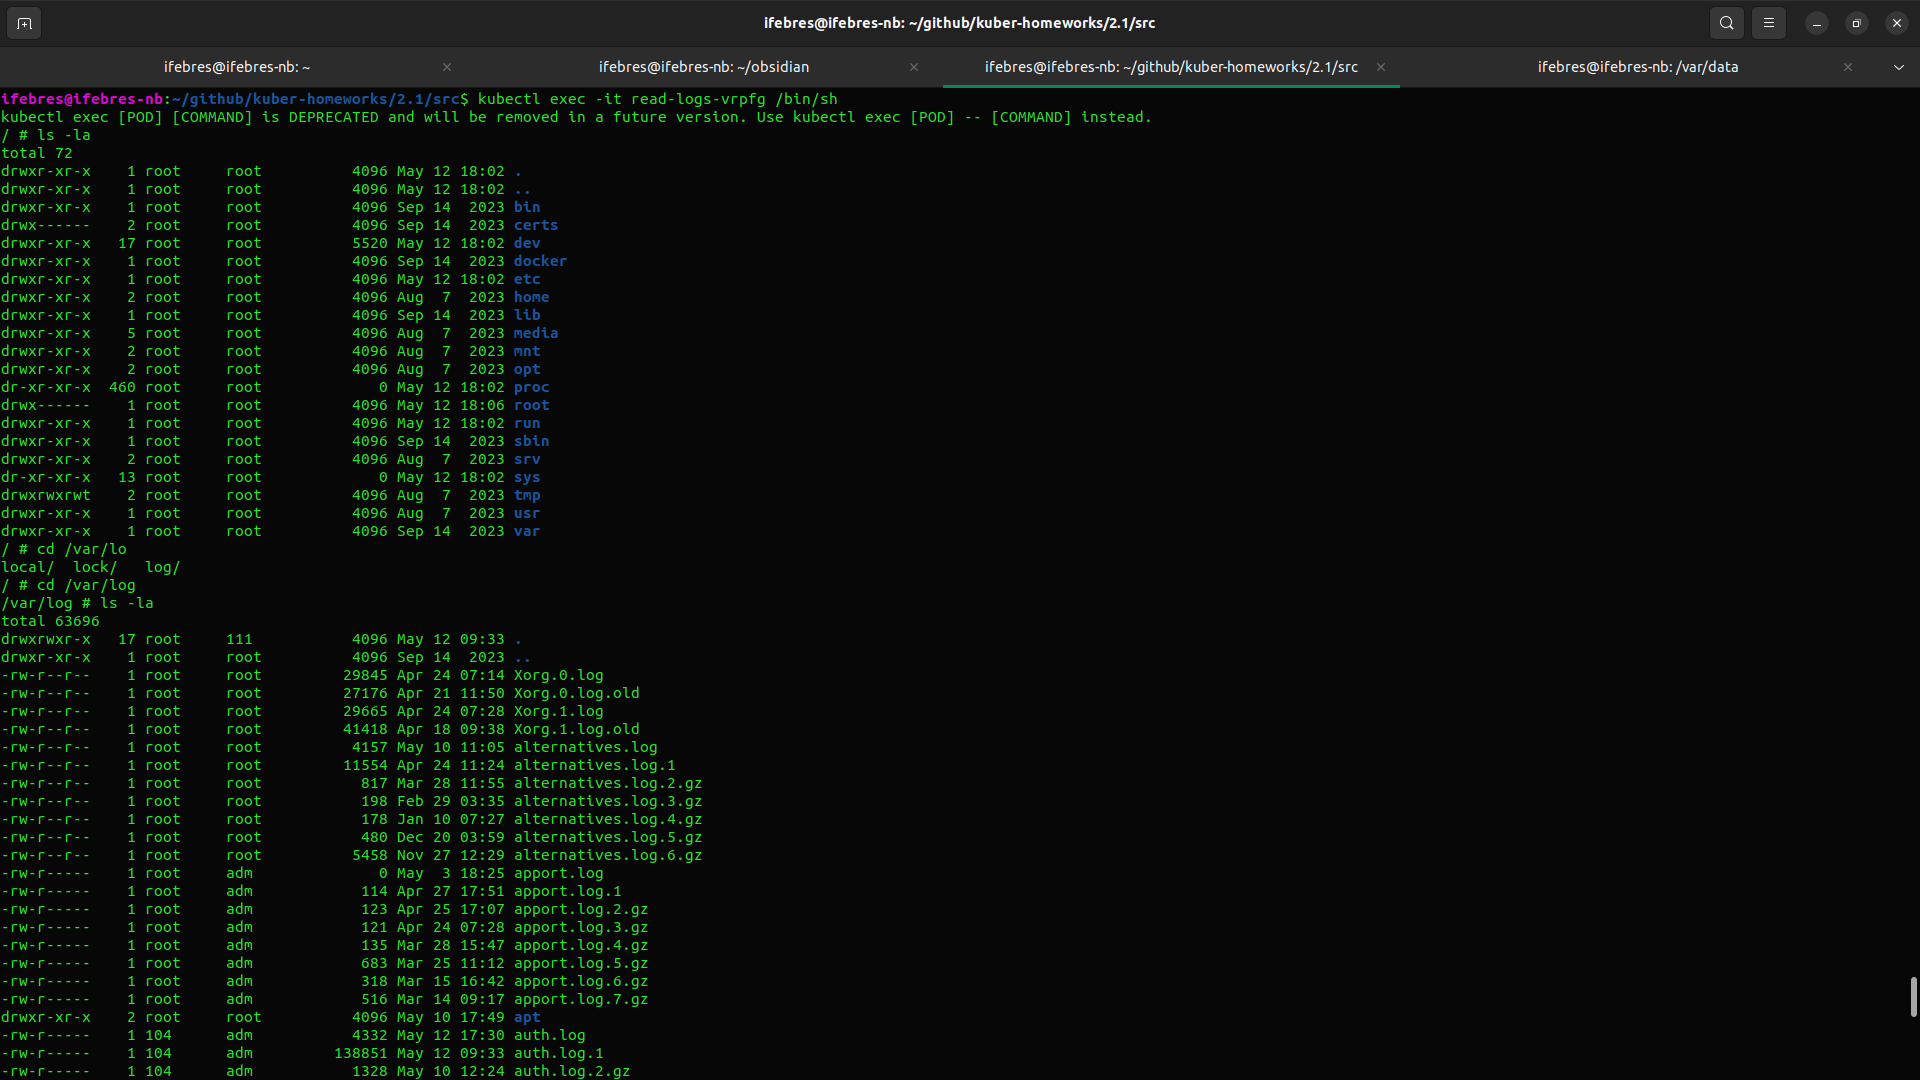 ifebres@ifebres-nb: ~/github/kuber-homeworks/2.1/src
ifebres@ifebres-nb: ~
ifebres@ifebres-nb: ~/obsidian
ifebres@ifebres-nb: ~/github/kuber-homeworks/2.1/src
ifebres@ifebres-nb: /var/data
ifebres@ifebres-nb:~/github/kuber-homeworks/2.1/src$ kubectl exec -it read-logs-vrpfg /bin/sh
kubectl exec [POD] [COMMAND] is DEPRECATED and will be removed in a future version. Use kubectl exec [POD] -- [COMMAND] instead.
/ # ls -la
total 72
drwxr-xr-x    1 root     root          4096 May 12 18:02 .
drwxr-xr-x    1 root     root          4096 May 12 18:02 ..
drwxr-xr-x    1 root     root          4096 Sep 14  2023 bin
drwx------    2 root     root          4096 Sep 14  2023 certs
drwxr-xr-x   17 root     root          5520 May 12 18:02 dev
drwxr-xr-x    1 root     root          4096 Sep 14  2023 docker
drwxr-xr-x    1 root     root          4096 May 12 18:02 etc
drwxr-xr-x    2 root     root          4096 Aug  7  2023 home
drwxr-xr-x    1 root     root          4096 Sep 14  2023 lib
drwxr-xr-x    5 root     root          4096 Aug  7  2023 media
drwxr-xr-x    2 root     root          4096 Aug  7  2023 mnt
drwxr-xr-x    2 root     root          4096 Aug  7  2023 opt
dr-xr-xr-x  460 root     root             0 May 12 18:02 proc
drwx------    1 root     root          4096 May 12 18:06 root
drwxr-xr-x    1 root     root          4096 May 12 18:02 run
drwxr-xr-x    1 root     root          4096 Sep 14  2023 sbin
drwxr-xr-x    2 root     root          4096 Aug  7  2023 srv
dr-xr-xr-x   13 root     root             0 May 12 18:02 sys
drwxrwxrwt    2 root     root          4096 Aug  7  2023 tmp
drwxr-xr-x    1 root     root          4096 Aug  7  2023 usr
drwxr-xr-x    1 root     root          4096 Sep 14  2023 var
/ # cd /var/lo
local/  lock/   log/
/ # cd /var/log
/var/log # ls -la
total 63696
drwxrwxr-x   17 root     111           4096 May 12 09:33 .
drwxr-xr-x    1 root     root          4096 Sep 14  2023 ..
-rw-r--r--    1 root     root         29845 Apr 24 07:14 Xorg.0.log
-rw-r--r--    1 root     root         27176 Apr 21 11:50 Xorg.0.log.old
-rw-r--r--    1 root     root         29665 Apr 24 07:28 Xorg.1.log
-rw-r--r--    1 root     root         41418 Apr 18 09:38 Xorg.1.log.old
-rw-r--r--    1 root     root          4157 May 10 11:05 alternatives.log
-rw-r--r--    1 root     root         11554 Apr 24 11:24 alternatives.log.1
-rw-r--r--    1 root     root           817 Mar 28 11:55 alternatives.log.2.gz
-rw-r--r--    1 root     root           198 Feb 29 03:35 alternatives.log.3.gz
-rw-r--r--    1 root     root           178 Jan 10 07:27 alternatives.log.4.gz
-rw-r--r--    1 root     root           480 Dec 20 03:59 alternatives.log.5.gz
-rw-r--r--    1 root     root          5458 Nov 27 12:29 alternatives.log.6.gz
-rw-r-----    1 root     adm              0 May  3 18:25 apport.log
-rw-r-----    1 root     adm            114 Apr 27 17:51 apport.log.1
-rw-r-----    1 root     adm            123 Apr 25 17:07 apport.log.2.gz
-rw-r-----    1 root     adm            121 Apr 24 07:28 apport.log.3.gz
-rw-r-----    1 root     adm            135 Mar 28 15:47 apport.log.4.gz
-rw-r-----    1 root     adm            683 Mar 25 11:12 apport.log.5.gz
-rw-r-----    1 root     adm            318 Mar 15 16:42 apport.log.6.gz
-rw-r-----    1 root     adm            516 Mar 14 09:17 apport.log.7.gz
drwxr-xr-x    2 root     root          4096 May 10 17:49 apt
-rw-r-----    1 104      adm           4332 May 12 17:30 auth.log
-rw-r-----    1 104      adm         138851 May 12 09:33 auth.log.1
-rw-r-----    1 104      adm           1328 May 10 12:24 auth.log.2.gz